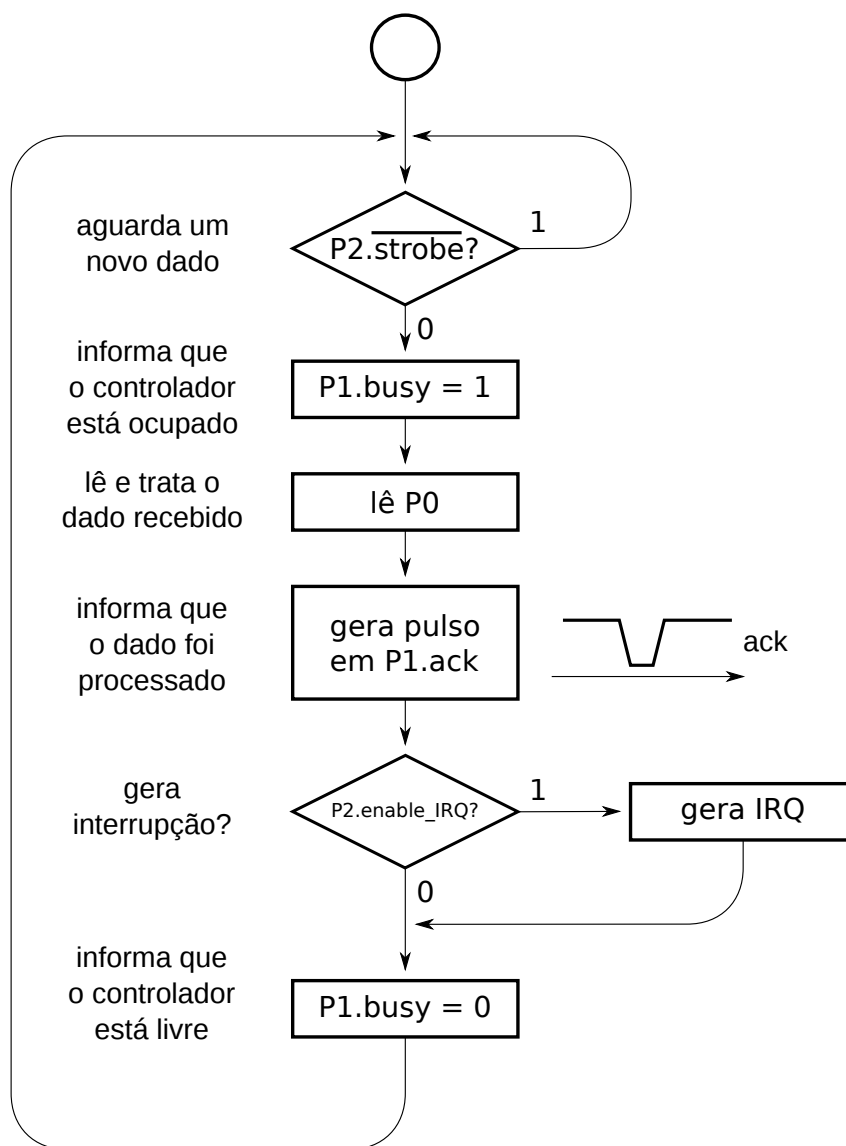 aguarda um
novo dado
P2.strobe?
1
0
informa que
o controlador
está ocupado
P1.busy = 1
lê e trata o
dado recebido
lê P0
informa que
o dado foi
processado
gera pulso
em P1.ack
ack
gera
interrupção?
P2.enable_IRQ?
1
gera IRQ
0
informa que
o controlador
está livre
P1.busy = 0